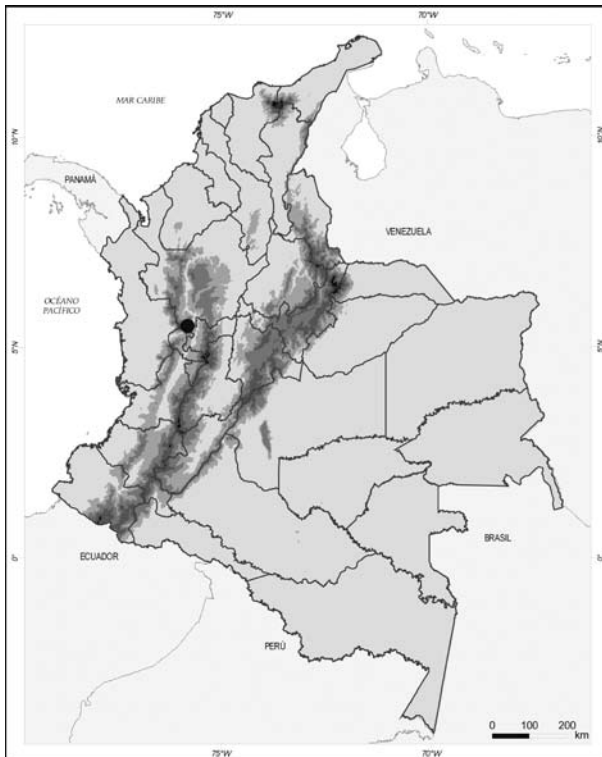 75°W 70°W
MAR CARIBE
10°N 10°N
PANAMÁ
VENEZUELA
OCÉANO
PACÍFICO
5°N 5°N
BRASIL
ECUADOR
0° 0°
PERÚ
0 100 200
km
75°W 70°W